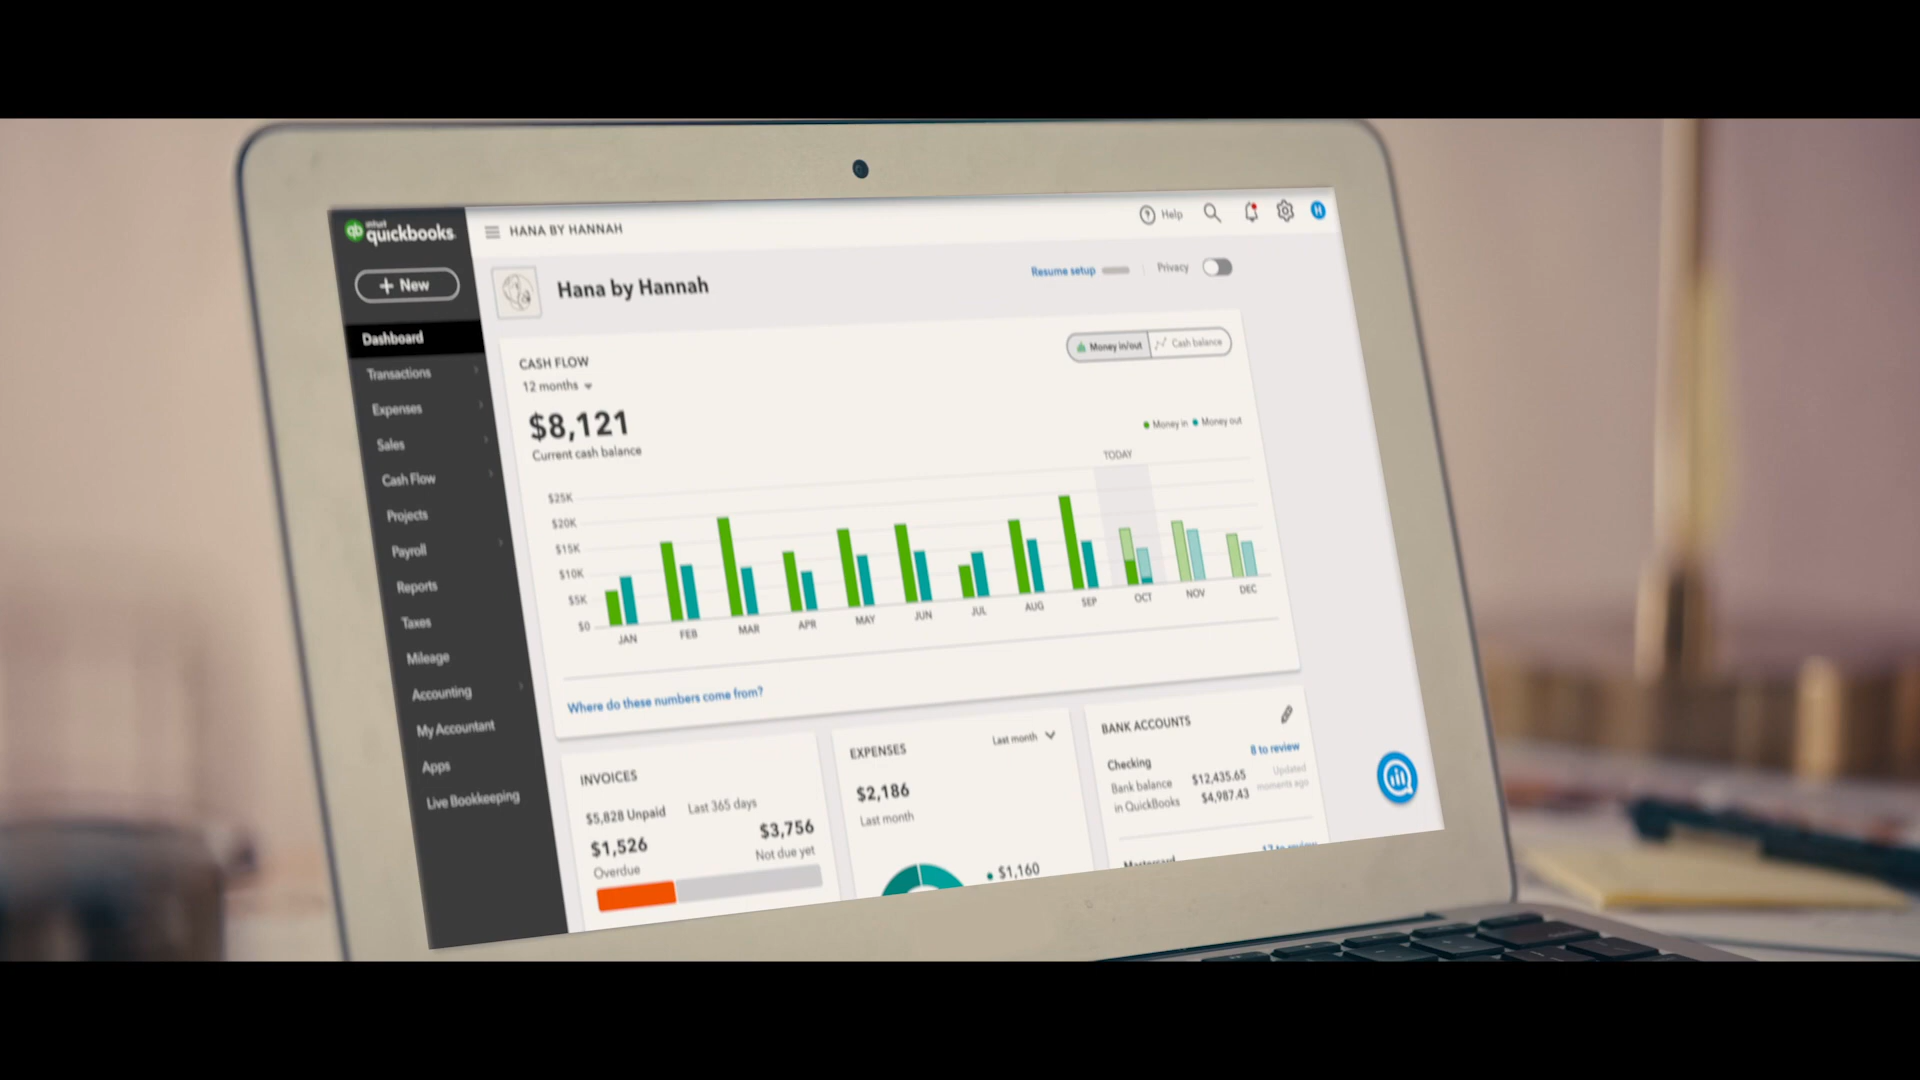 intuit
quickbooks.
HANA BY HANNAH
Help
H
+ New
Hana by Hannah
Resume setup
Privacy
Dashboard
Transactions
Expenses
Sales
Cash Flow
Projects
Payroll
Reports
Taxes
Mileage
Accounting
My Accountant
Apps
Live Bookkeeping
CASH FLOW
Money in/out
Cash balance
12 months
$8,121
Current cash balance
Money in
Money out
TODAY
$25K
$20K
$15K
$10K
$5K
$0
JAN FEB MAR APR MAY JUN JUL AUG SEP OCT NOV DEC
Where do these numbers come from?
INVOICES
$5,828 Unpaid Last 365 days
$1,526 $3,756
Overdue Not due yet
EXPENSES Last month
$2,186
Last month
$1,160
BANK ACCOUNTS
Checking 8 to review
Bank balance $12,435.65 Updated
in QuickBooks $4,987.43 moments ago
Mastercard 17 to review